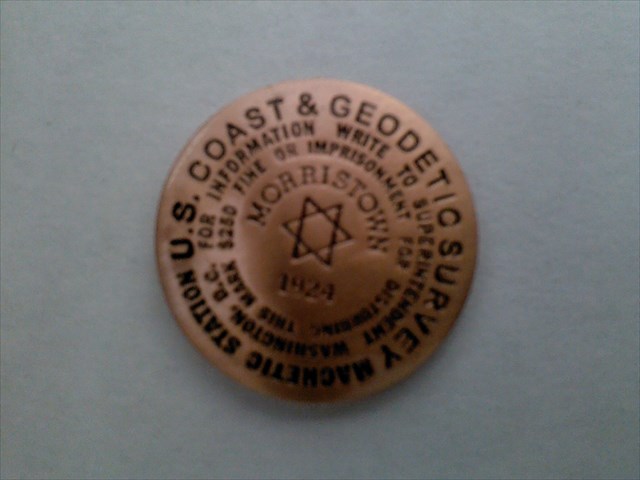 U.S. COAST & GEODETIC SURVEY MAGNETIC STATION
FOR INFORMATION WRITE TO SUPERINTENDENT WASHINGTON, D.C.
$250 FINE OR IMPRISONMENT FOR DISTURBING THIS MARK
MORRISTOWN
1924